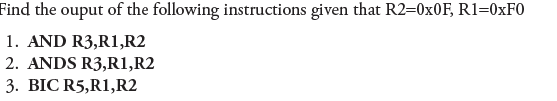 Find the ouput of the following instructions given that R2=0x0F, R1=0xF0
1. AND R3,R1,R2
2. ANDS R3,R1,R2
3. BIC R5,R1,R2